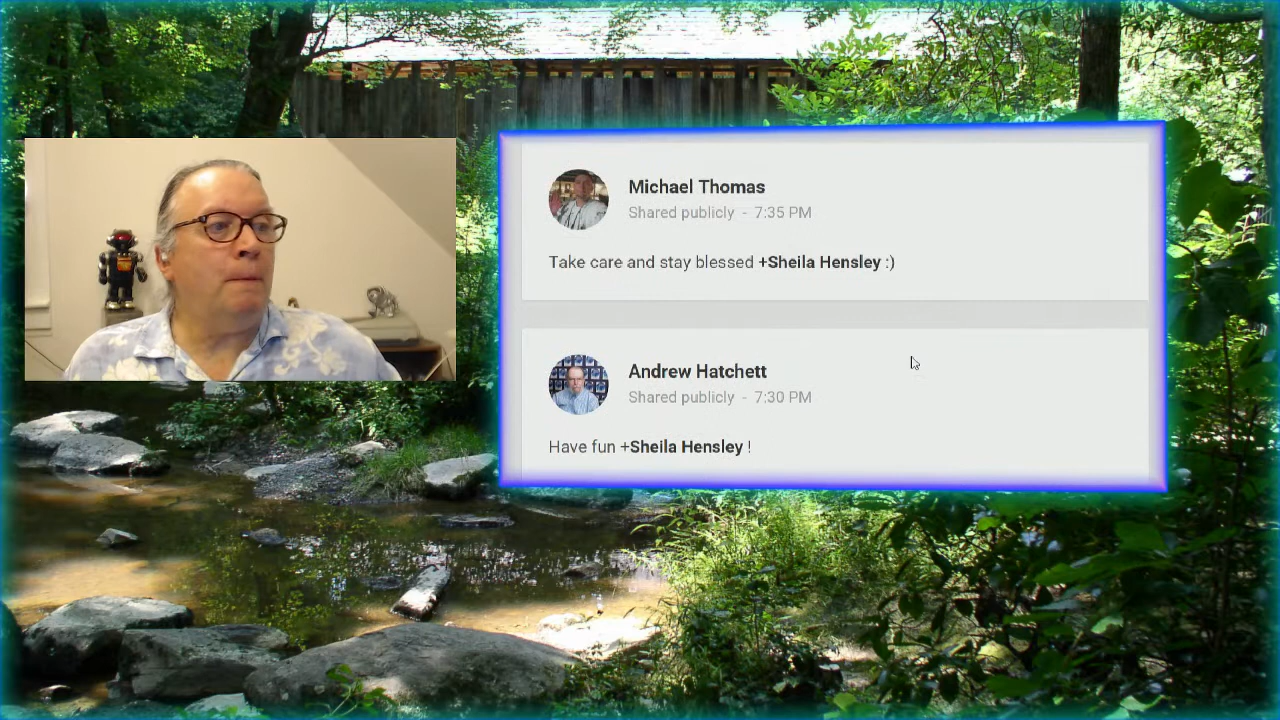 Michael Thomas
Shared publicly - 7:35 PM
Take care and stay blessed +Sheila Hensley :)
Andrew Hatchett
Shared publicly - 7:30 PM
Have fun +Sheila Hensley !